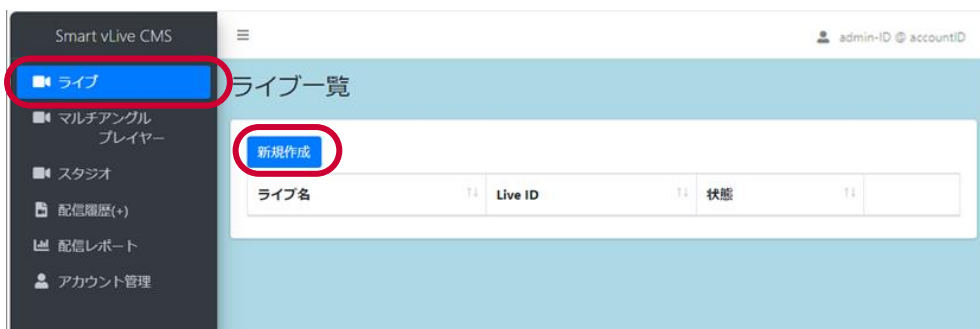 Smart vLive CMS
admin-ID @ accountID
ライブ
マルチアングル
プレイヤー
スタジオ
配信履歴(+)
配信レポート
アカウント管理
ライブ一覧
新規作成
ライブ名 Live ID 状態